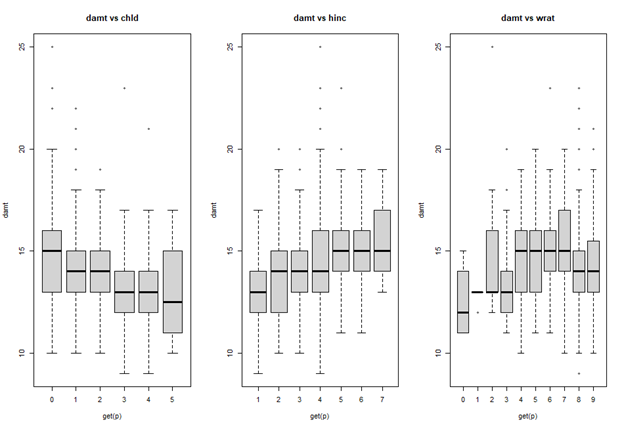 damt vs chld
damt
25
20
15
10
0 1 2 3 4 5
get(p)
damt vs hinc
damt
25
20
15
10
1 2 3 4 5 6 7
get(p)
damt vs wrat
damt
25
20
15
10
0 1 2 3 4 5 6 7 8 9
get(p)